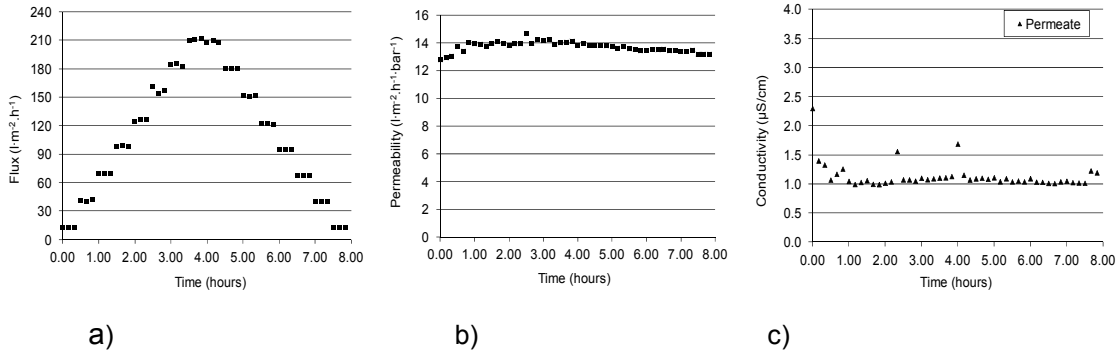 240
210
180
150
120
90
60
30
0
Flux (l·m⁻².h⁻¹)
0.00 1.00 2.00 3.00 4.00 5.00 6.00 7.00 8.00
Time (hours)
a)
16
14
12
10
8
6
4
2
0
Permeability (l·m⁻².h⁻¹·bar⁻¹)
0.00 1.00 2.00 3.00 4.00 5.00 6.00 7.00 8.00
Time (hours)
b)
4.0
3.5
3.0
2.5
2.0
1.5
1.0
0.5
0.0
Conductivity (µS/cm)
Permeate
0.00 1.00 2.00 3.00 4.00 5.00 6.00 7.00 8.00
Time (hours)
c)